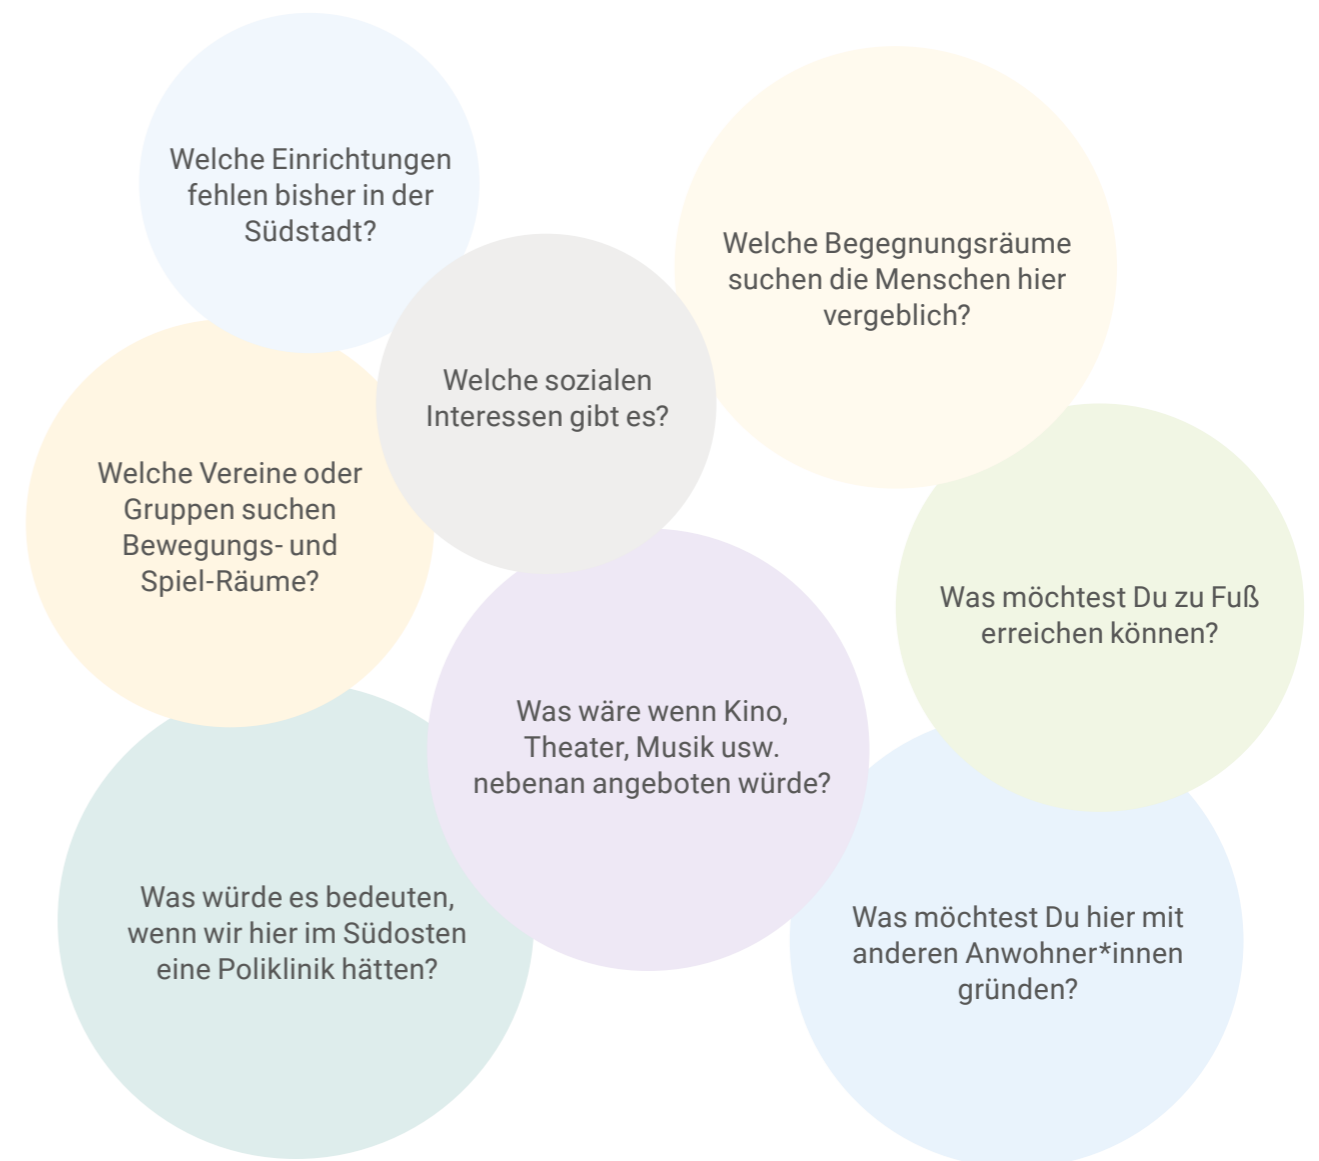 Welche Einrichtungen
fehlen bisher in der
Südstadt?
Welche Begegnungsräume
suchen die Menschen hier
vergeblich?
Welche sozialen
Interessen gibt es?
Welche Vereine oder
Gruppen suchen
Bewegungs- und
Spiel-Räume?
Was möchtest Du zu Fuß
erreichen können?
Was wäre wenn Kino,
Theater, Musik usw.
nebenan angeboten würde?
Was würde es bedeuten,
wenn wir hier im Südosten
eine Poliklinik hätten?
Was möchtest Du hier mit
anderen Anwohner*innen
gründen?